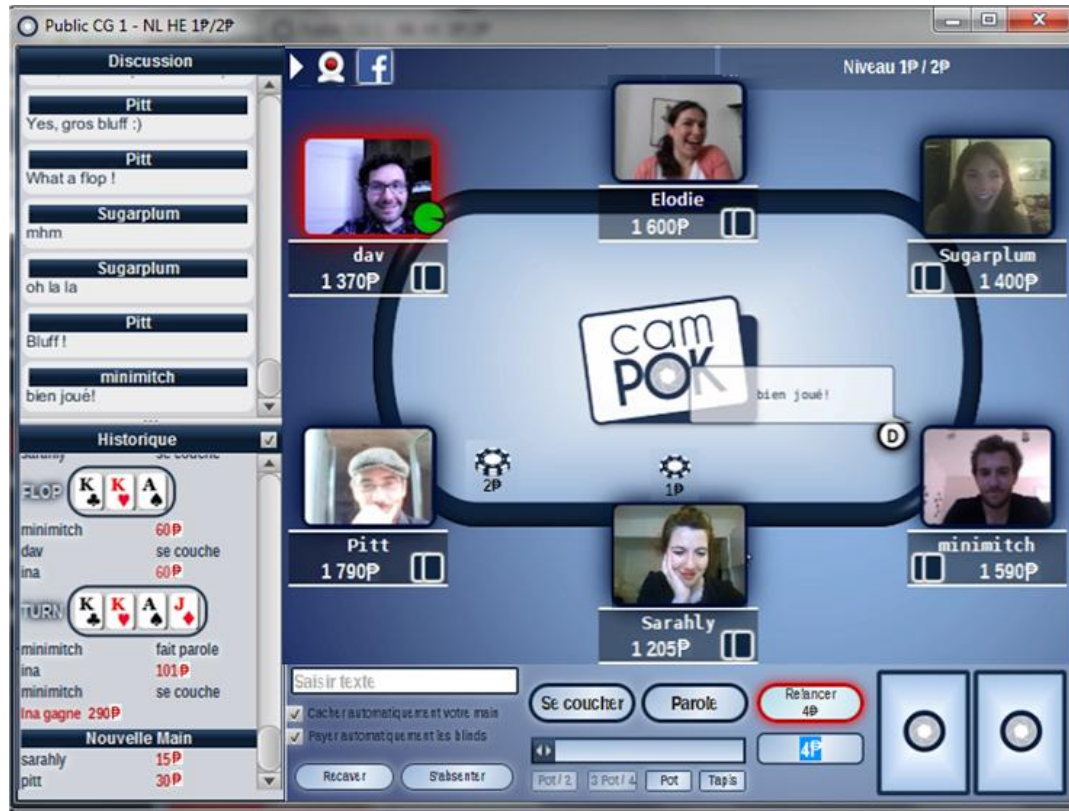 Public CG 1 - NL HE 1₱/2₱
Discussion
Pitt
Yes, gros bluff :)
Pitt
What a flop !
Sugarplum
mhm
Sugarplum
oh la la
Pitt
Bluff !
minimitch
bien joué!
Historique
sarahly se couche
FLOP K K A
minimitch 60₱
dav se couche
ina 60₱
TURN K K A J
minimitch fait parole
ina 101₱
minimitch se couche
Ina gagne 290₱
Nouvelle Main
sarahly 15₱
pitt 30₱
f
Niveau 1₱ / 2₱
Elodie
1 600₱
dav
1 370₱
Sugarplum
1 400₱
cam
POK
bien joué!
D
2₱
1₱
Pitt
1 790₱
minimitch
1 590₱
Sarahly
1 205₱
Saisir texte
Cacher automatiquement votre main
Payer automatiquement les blinds
Recaver
S'absenter
Se coucher
Parole
Relancer
4₱
4₱
Pot / 2
3 Pot / 4
Pot
Tapis